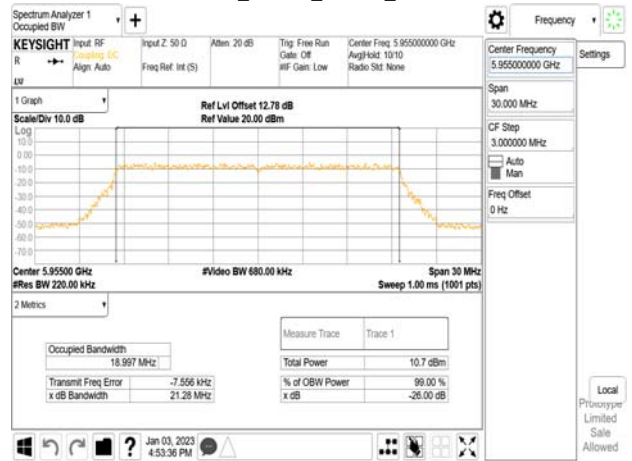 Spectrum Analyzer 1
Occupied BW
Frequency
KEYSIGHT
Input: RF
Coupling: DC
Align: Auto
Input Z: 50 Ω
Freq Ref: Int (S)
Atten: 20 dB
Trig: Free Run
Gate: Off
#IF Gain: Low
Center Freq: 5.955000000 GHz
Avg|Hold: 10/10
Radio Std: None
R
LXI
Center Frequency
5.955000000 GHz
Settings
Span
30.000 MHz
CF Step
3.000000 MHz
Auto
Man
Freq Offset
0 Hz
1 Graph
Scale/Div 10.0 dB
Ref Lvl Offset 12.78 dB
Ref Value 20.00 dBm
Log
10.0
0.00
-10.0
-20.0
-30.0
-40.0
-50.0
-60.0
-70.0
Center 5.95500 GHz
#Res BW 220.00 kHz
#Video BW 680.00 kHz
Span 30 MHz
Sweep 1.00 ms (1001 pts)
2 Metrics
Measure Trace Trace 1
Occupied Bandwidth
18.997 MHz
Total Power 10.7 dBm
Transmit Freq Error -7.556 kHz
% of OBW Power 99.00 %
x dB Bandwidth 21.28 MHz
x dB -26.00 dB
Local
Prototype
Limited
Sale
Allowed
Jan 03, 2023
4:53:36 PM